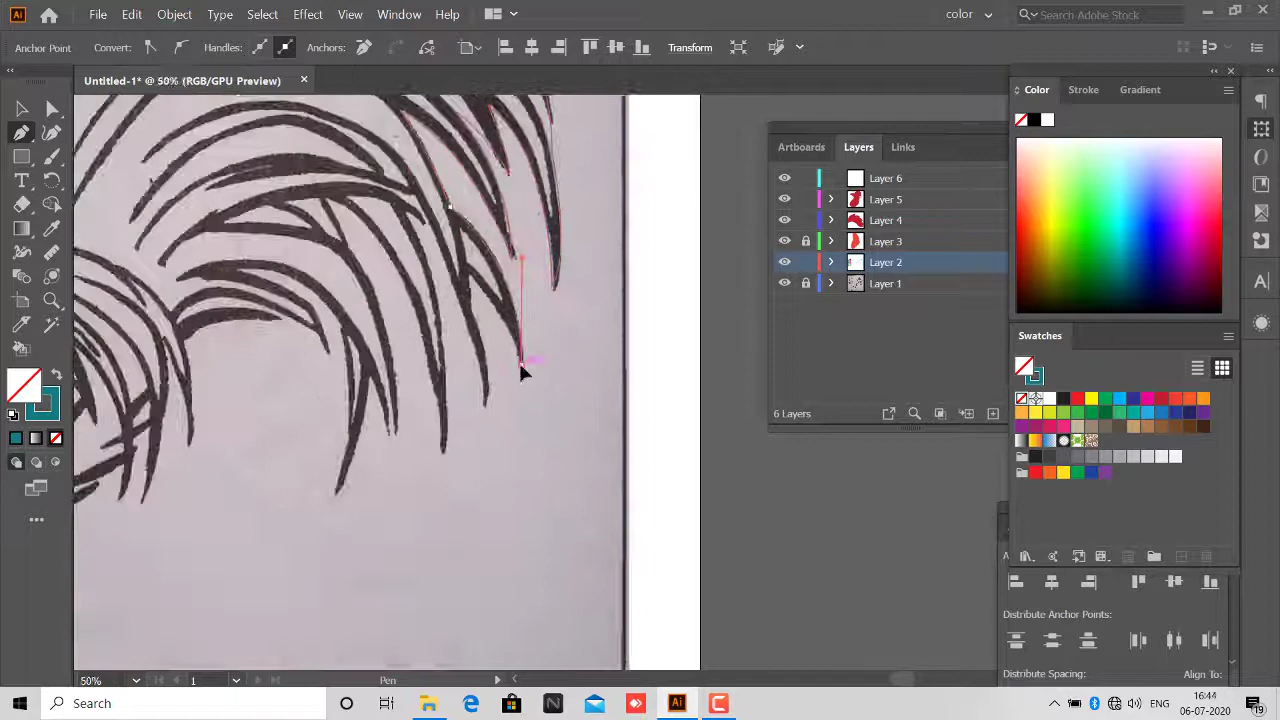 Ai File Edit Object Type Select Effect View Window Help color Search Adobe Stock
Anchor Point Convert: Handles: Anchors: Transform
Untitled-1* @ 50% (RGB/GPU Preview)
Color Stroke Gradient
Artboards Layers Links
Layer 6
Layer 5
Layer 4
Layer 3
Layer 2
Layer 1
6 Layers
Swatches
Distribute Anchor Points:
Distribute Spacing: Align To:
50% 1 Pen
Search
16:44
06-07-2020
19